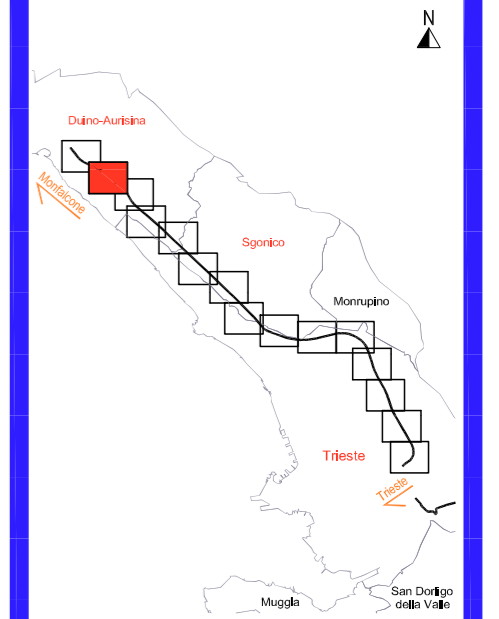 N
Duino-Aurisina
Monfalcone
Sgonico
Monrupino
Trieste
Trieste
San Dorligo
della Valle
Muggia